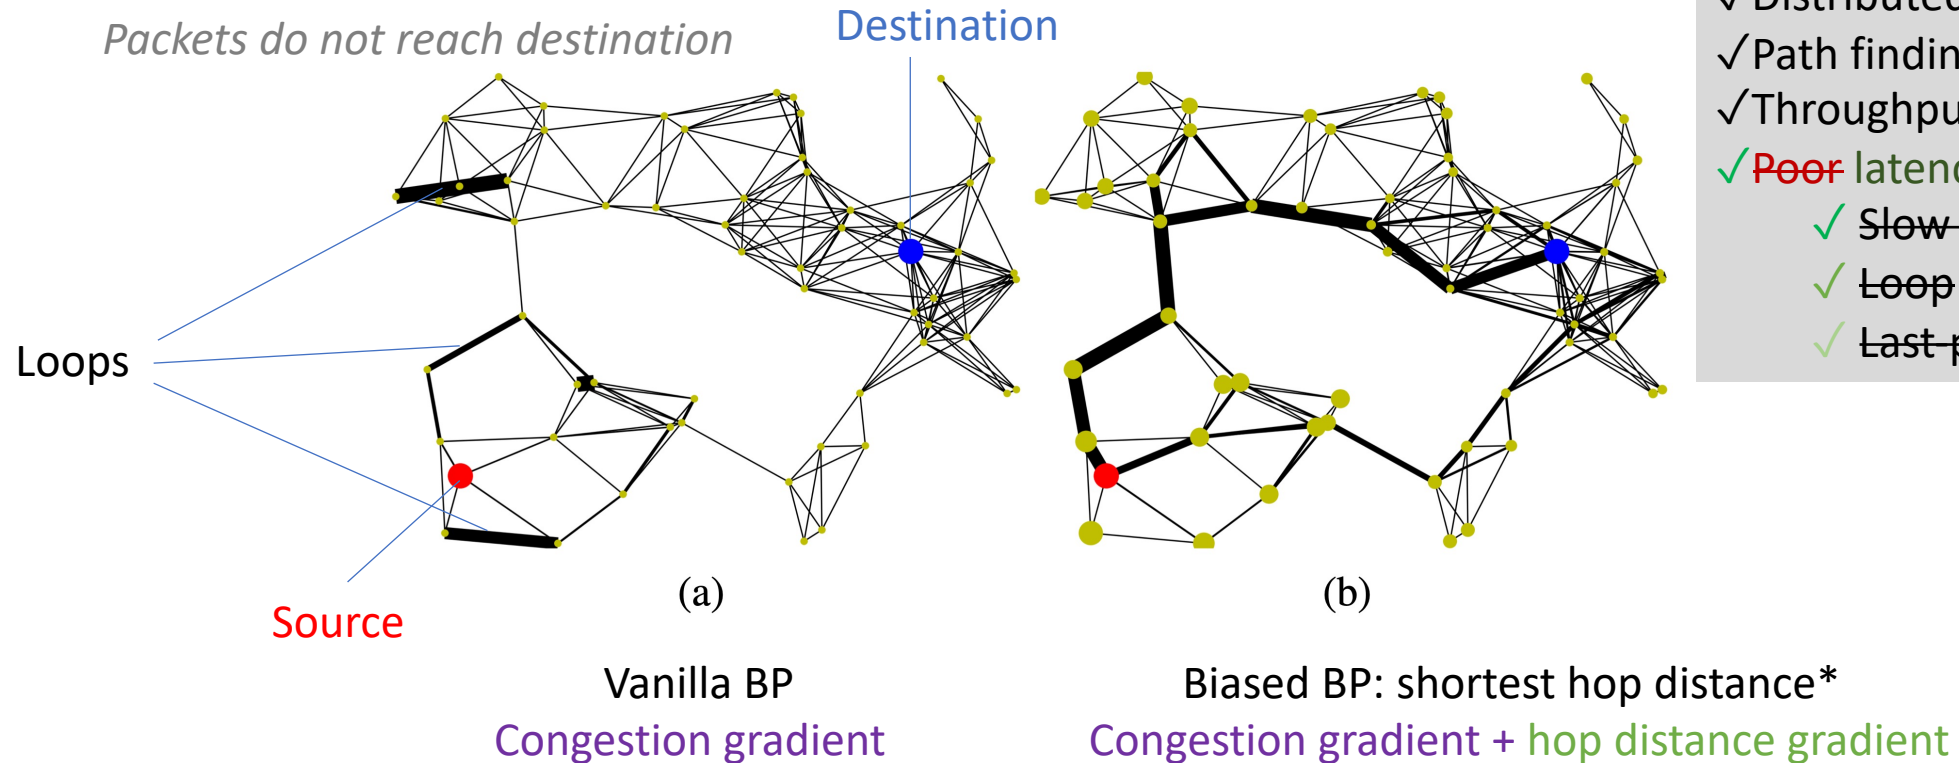 Packets do not reach destination
Destination
✓Distributed
✓Path findin
✓Throughpu
✓Poor latenc
✓ Slow
✓ Loop
✓ Last-p
Loops
Source
(a)
(b)
Vanilla BP
Congestion gradient
Biased BP: shortest hop distance*
Congestion gradient + hop distance gradient